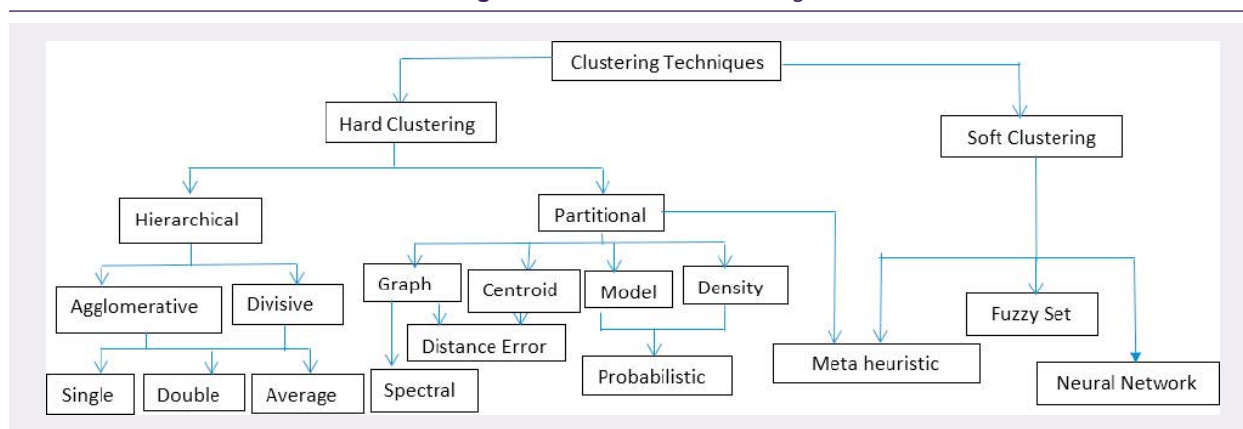 Clustering Techniques
Hard Clustering
Soft Clustering
Hierarchical
Partitional
Graph
Centroid
Model
Density
Agglomerative
Divisive
Fuzzy Set
Distance Error
Meta heuristic
Single
Double
Average
Spectral
Probabilistic
Neural Network